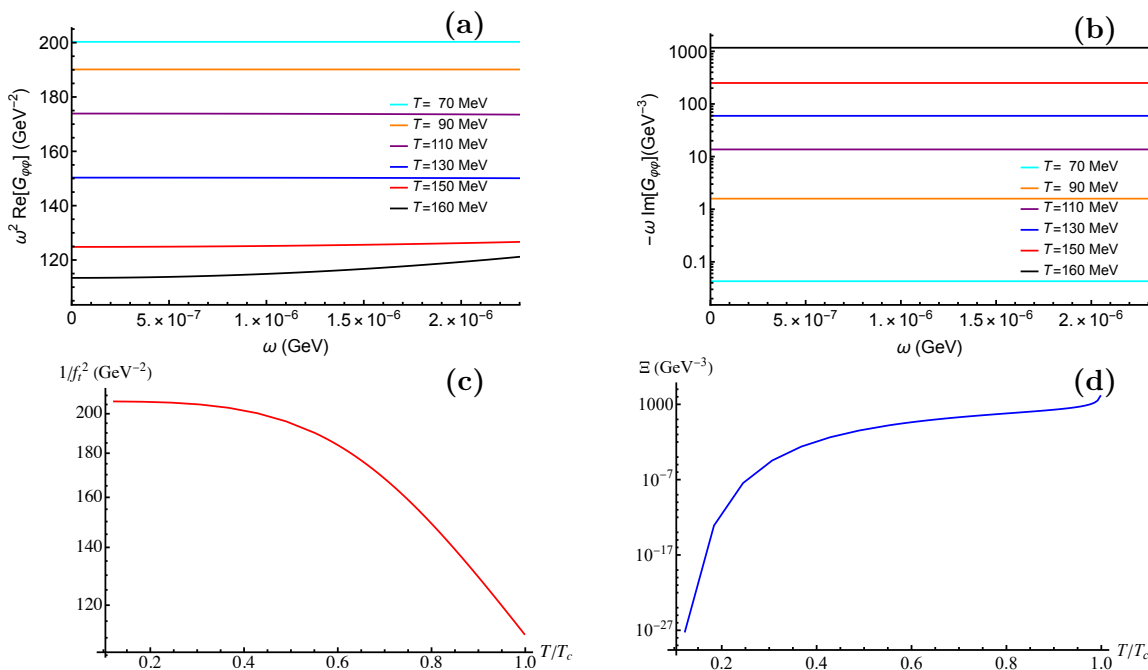 (a)
ω² Re[G_φφ] (GeV⁻²)
200
180
160
140
120
T= 70 MeV
T= 90 MeV
T=110 MeV
T=130 MeV
T=150 MeV
T=160 MeV
0 5.×10⁻⁷ 1.×10⁻⁶ 1.5×10⁻⁶ 2.×10⁻⁶
ω (GeV)
(b)
-ω Im[G_φφ](GeV⁻³)
1000
100
10
1
0.1
T= 70 MeV
T= 90 MeV
T=110 MeV
T=130 MeV
T=150 MeV
T=160 MeV
0 5.×10⁻⁷ 1.×10⁻⁶ 1.5×10⁻⁶ 2.×10⁻⁶
ω (GeV)
1/f_t² (GeV⁻²)
(c)
200
180
160
140
120
0.2 0.4 0.6 0.8 1.0
T/T_c
Ξ (GeV⁻³)
(d)
1000
10⁻⁷
10⁻¹⁷
10⁻²⁷
0.2 0.4 0.6 0.8 1.0
T/T_c